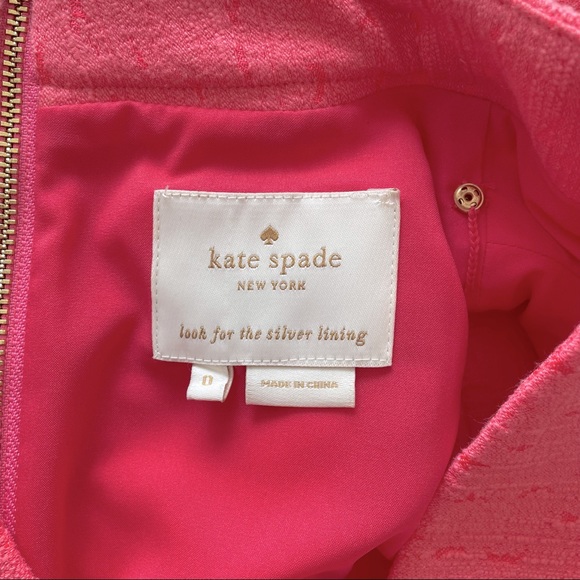 kate spade
NEW YORK
look for the silver lining
0
MADE IN CHINA